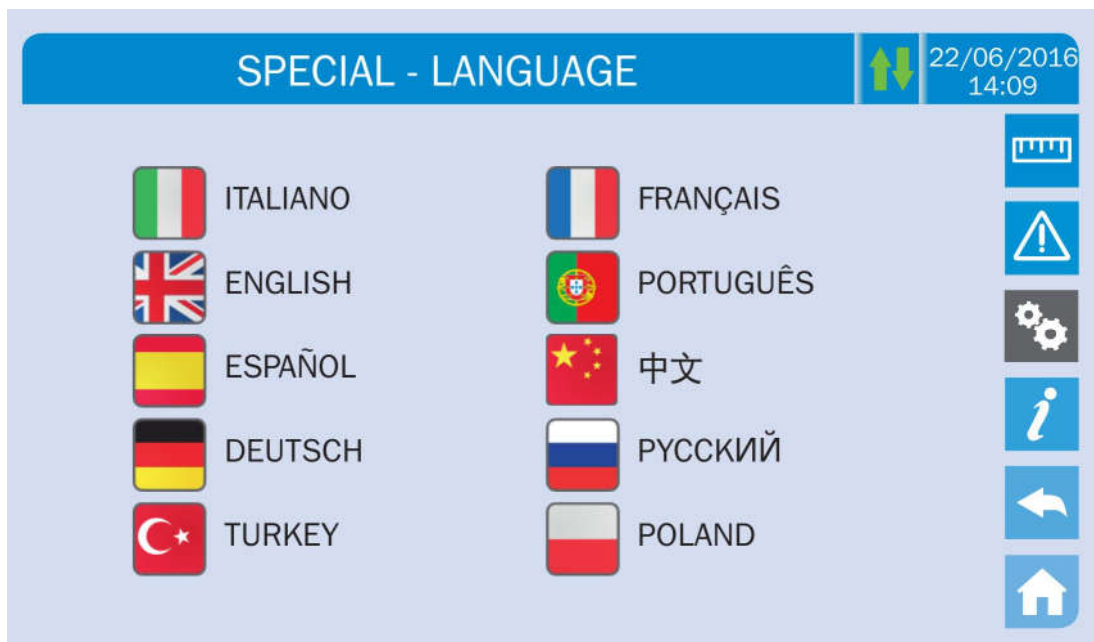 SPECIAL - LANGUAGE
22/06/2016
14:09
ITALIANO
ENGLISH
ESPAÑOL
DEUTSCH
TURKEY
FRANÇAIS
PORTUGUÊS
中文
РУССКИЙ
POLAND